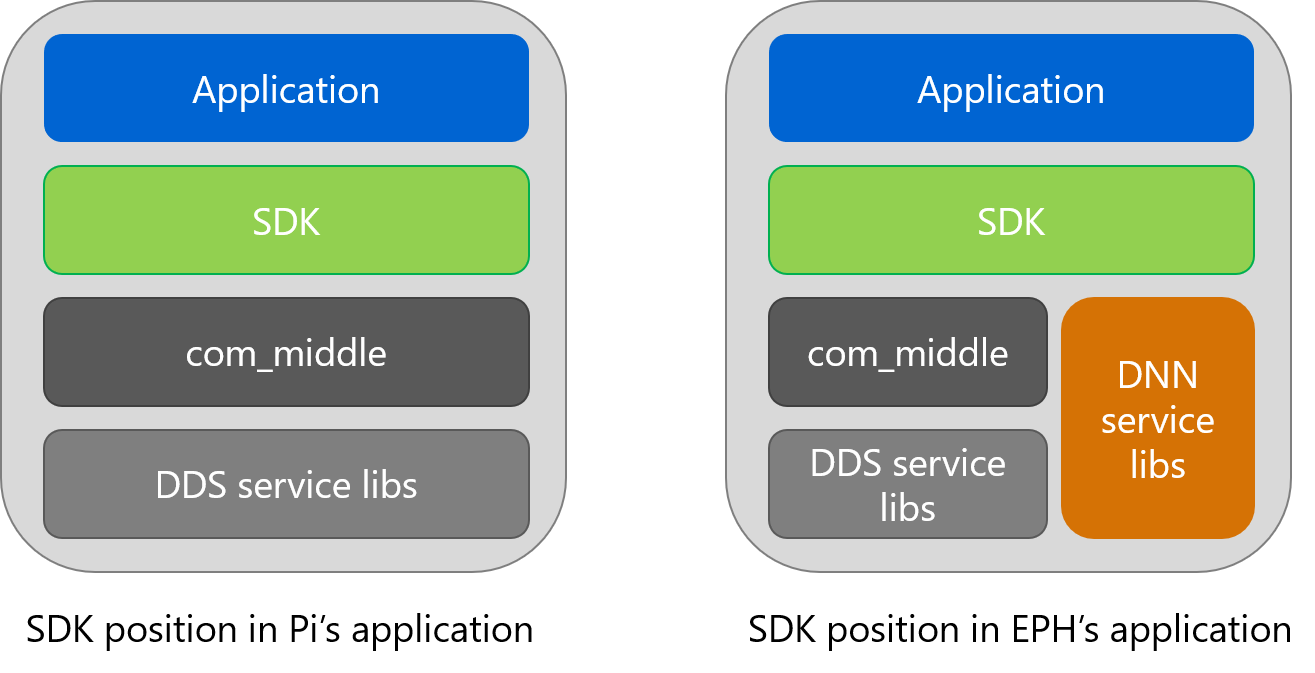 Application
SDK
com_middle
DDS service libs
SDK position in Pi’s application
Application
SDK
com_middle
DDS service
libs
DNN
service
libs
SDK position in EPH’s application